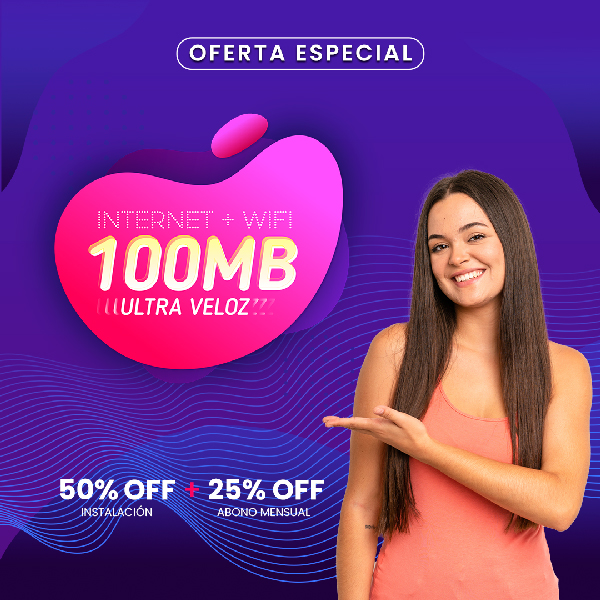 OFERTA ESPECIAL
INTERNET + WIFI
100MB
ULTRA VELOZ
50% OFF + 25% OFF
INSTALACIÓN ABONO MENSUAL